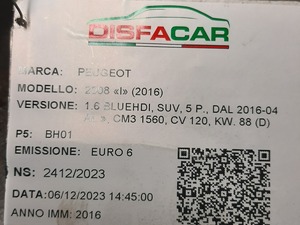 DISFACAR
MARCA: PEUGEOT
MODELLO: 2008 «I» (2016)
VERSIONE: 1.6 BLUEHDI, SUV, 5 P., DAL 2016-04
CM3 1560, CV 120, KW. 88 (D)
P5: BH01
EMISSIONE: EURO 6
NS: 2412/2023
DATA:06/12/2023 14:45:00
ANNO IMM: 2016